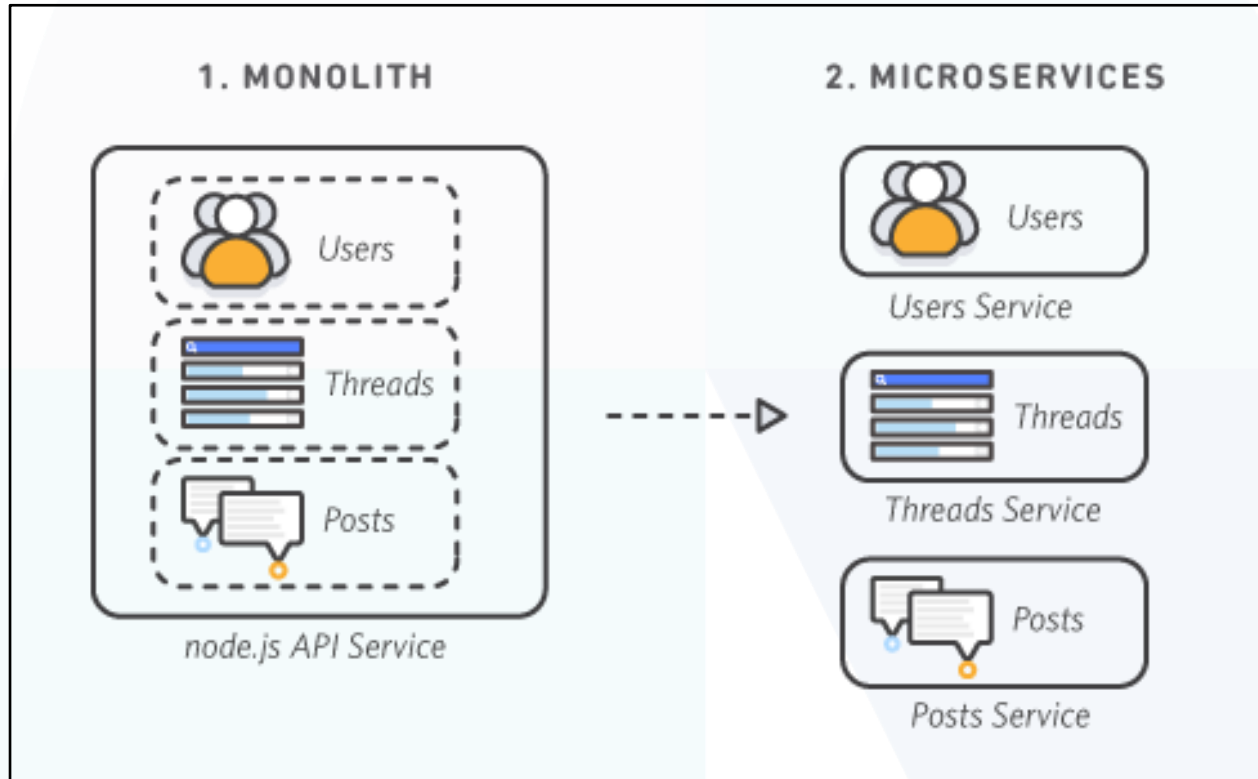 1. MONOLITH
Users
Threads
Posts
node.js API Service
2. MICROSERVICES
Users
Users Service
Threads
Threads Service
Posts
Posts Service